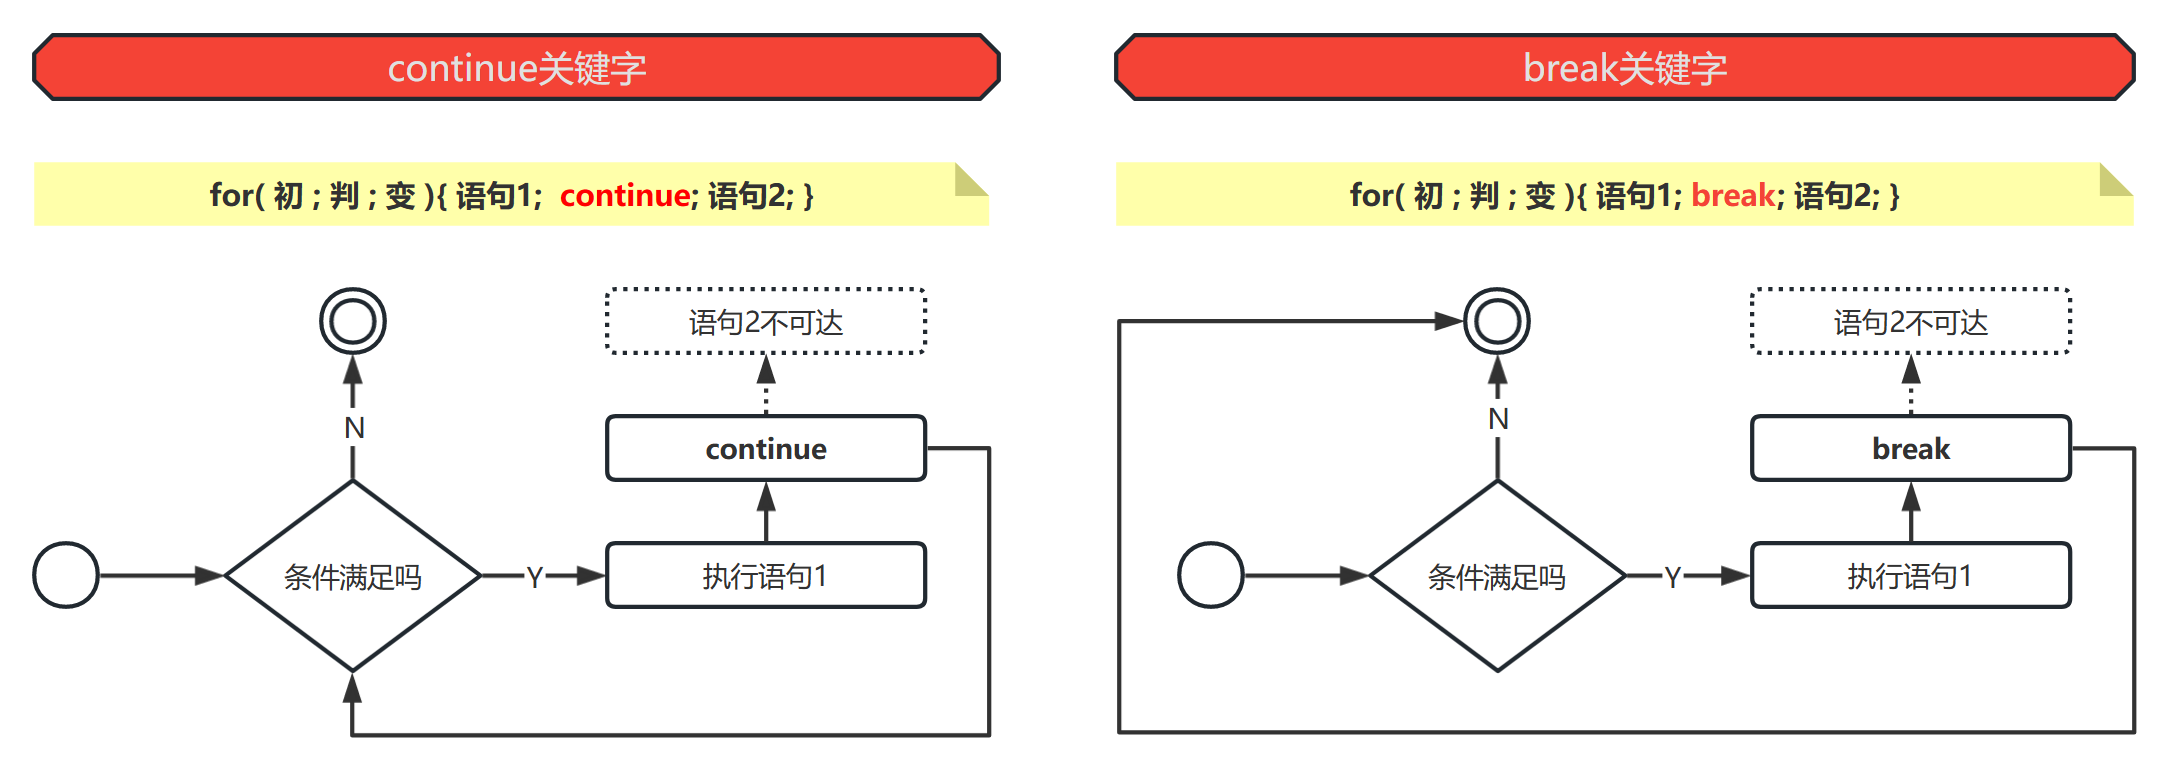 continue关键字
for( 初 ; 判 ; 变 ){ 语句1;  continue; 语句2; }
语句2不可达
N
continue
条件满足吗
Y
执行语句1
break关键字
for( 初 ; 判 ; 变 ){ 语句1; break; 语句2; }
语句2不可达
N
break
条件满足吗
Y
执行语句1